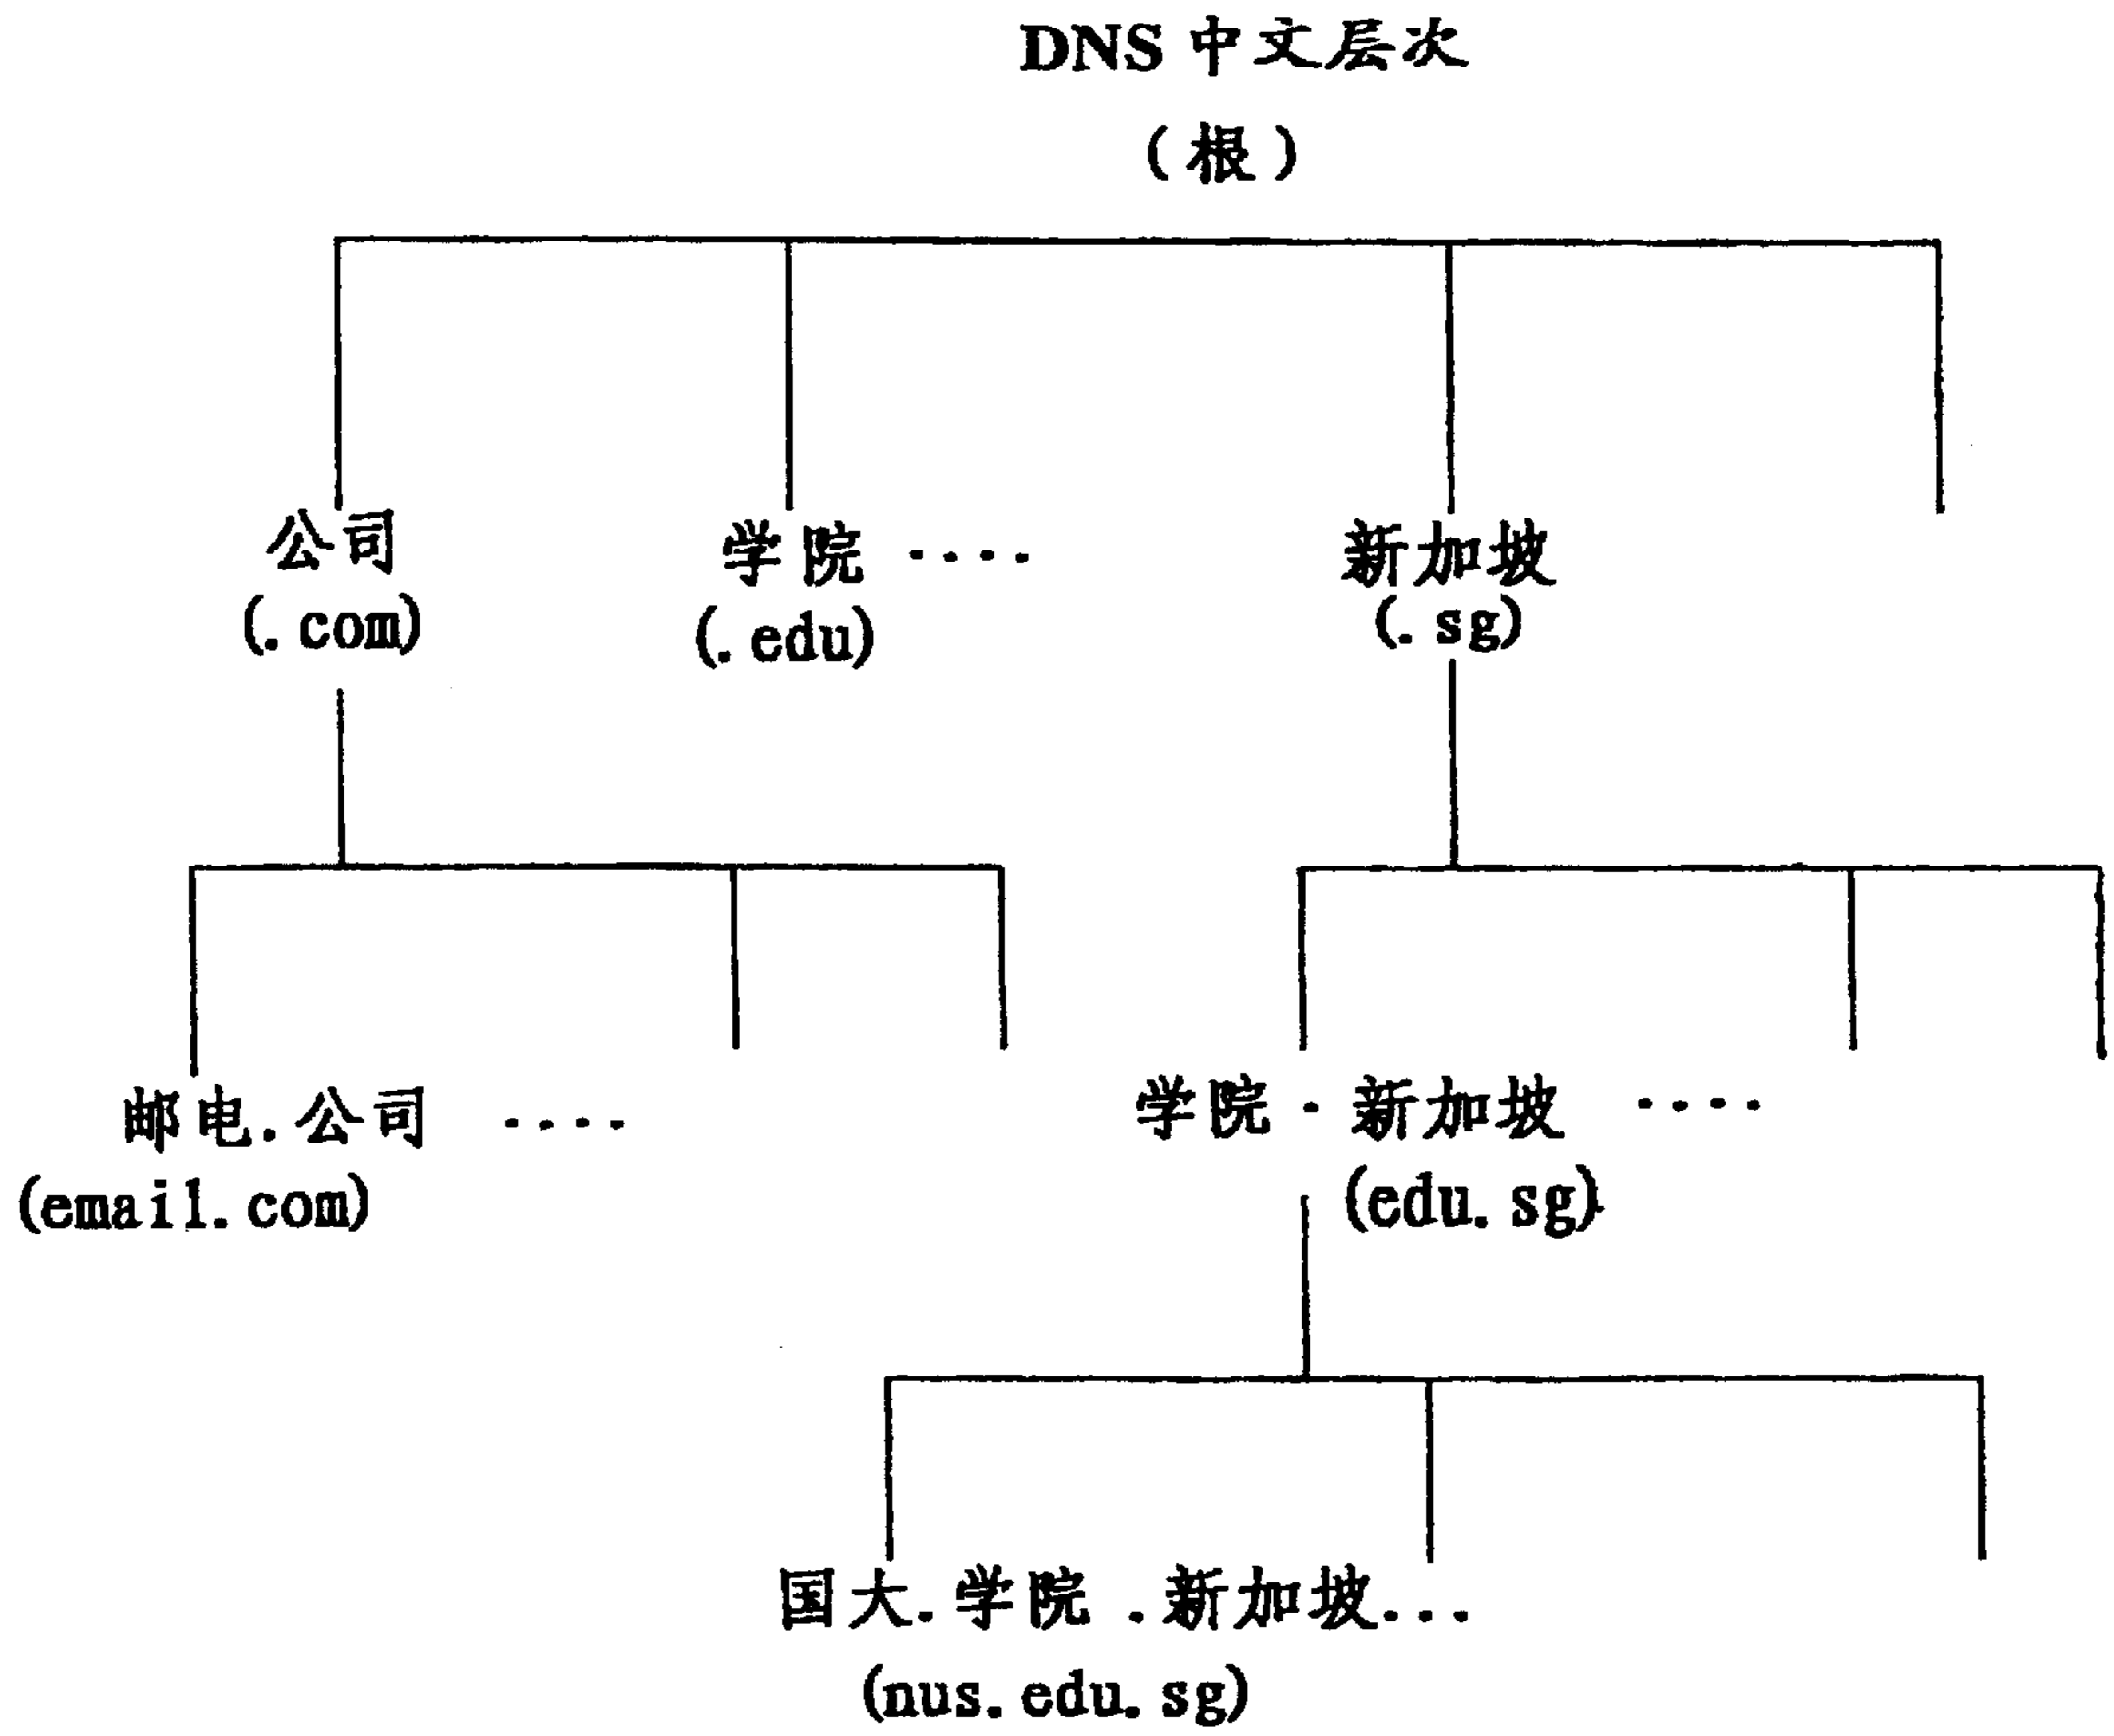 DNS 中文层次
(根)
公司
(.com)
学院 ····
(.edu)
新加坡
(.sg)
邮电.公司 ····
(email.com)
学院·新加坡 ····
(edu.sg)
国大.学院.新加坡...
(nus.edu.sg)